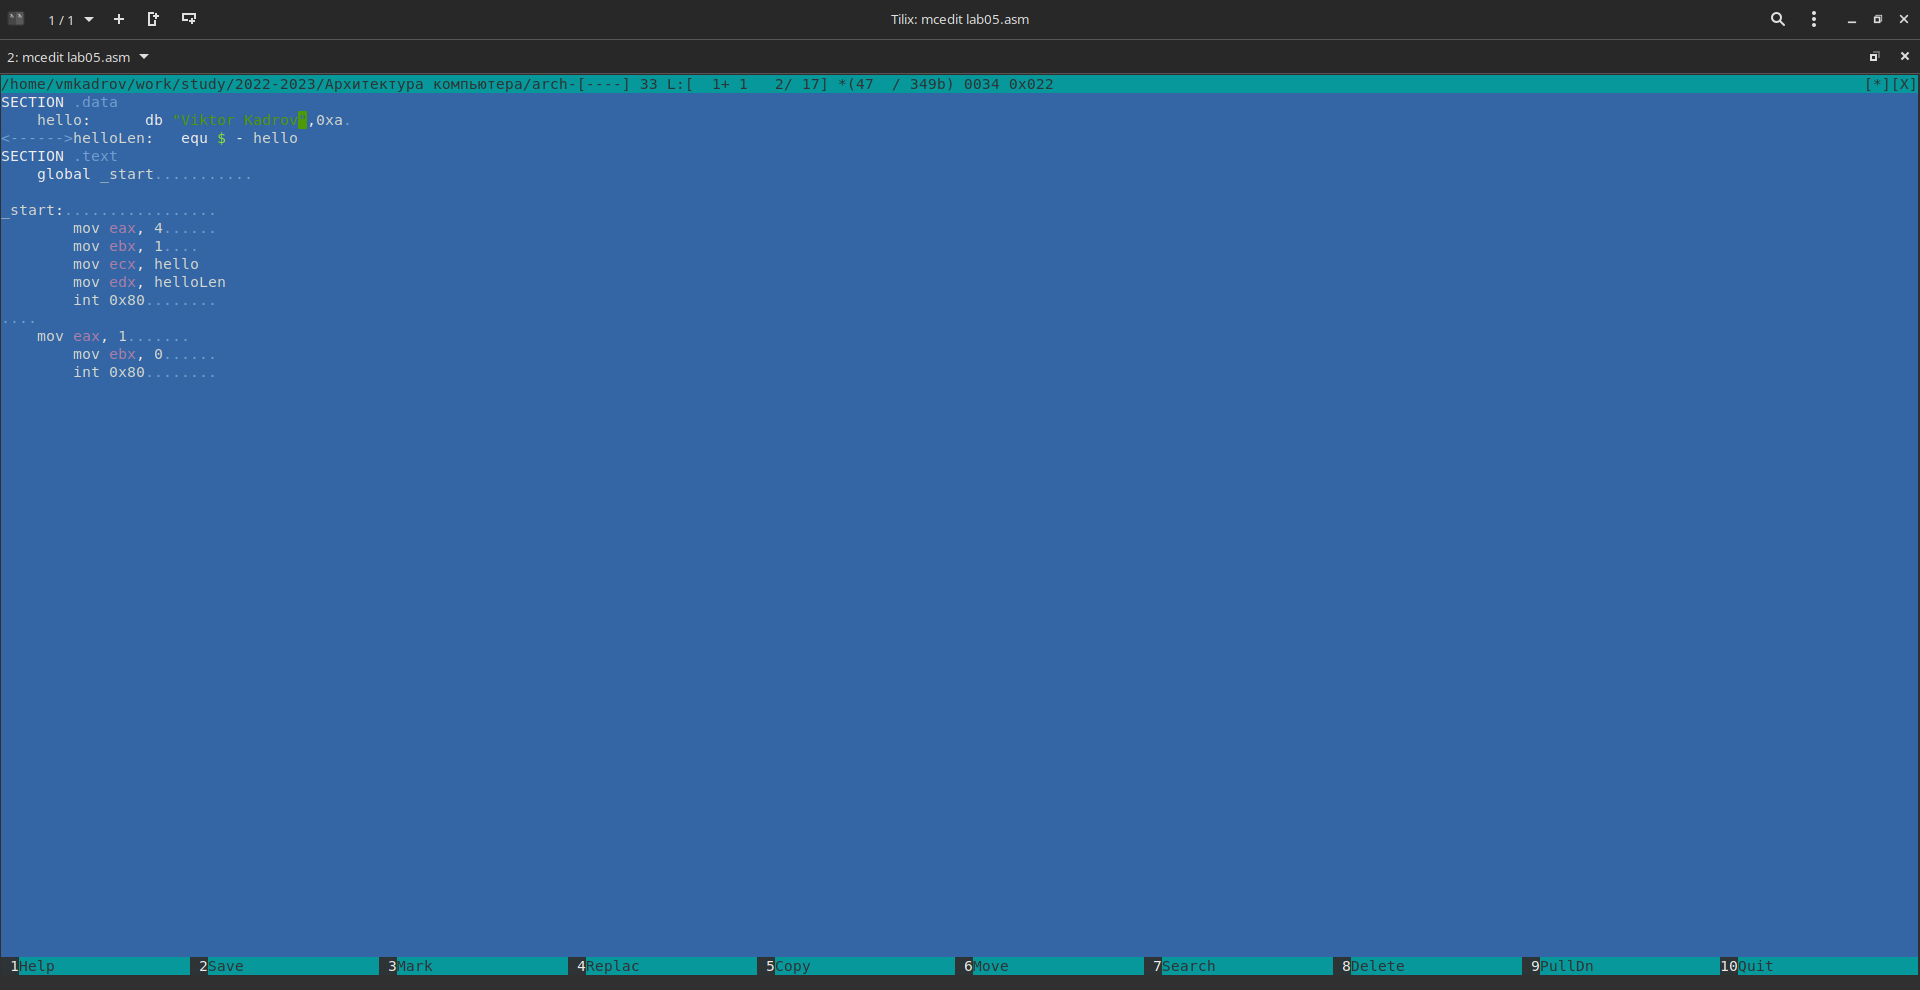 1 / 1
Tilix: mcedit lab05.asm
2: mcedit lab05.asm
/home/vmkadrov/work/study/2022-2023/Архитектура компьютера/arch-[----] 33 L:[  1+ 1   2/ 17] *(47  / 349b) 0034 0x022 [*][X]
SECTION .data
    hello:      db "Viktor Kadrov",0xa.
<------>helloLen:   equ $ - hello
SECTION .text
    global _start...........
_start:.................
        mov eax, 4......
        mov ebx, 1....
        mov ecx, hello
        mov edx, helloLen
        int 0x80........
....
    mov eax, 1.......
        mov ebx, 0......
        int 0x80........
1Help 2Save 3Mark 4Replac 5Copy 6Move 7Search 8Delete 9PullDn 10Quit